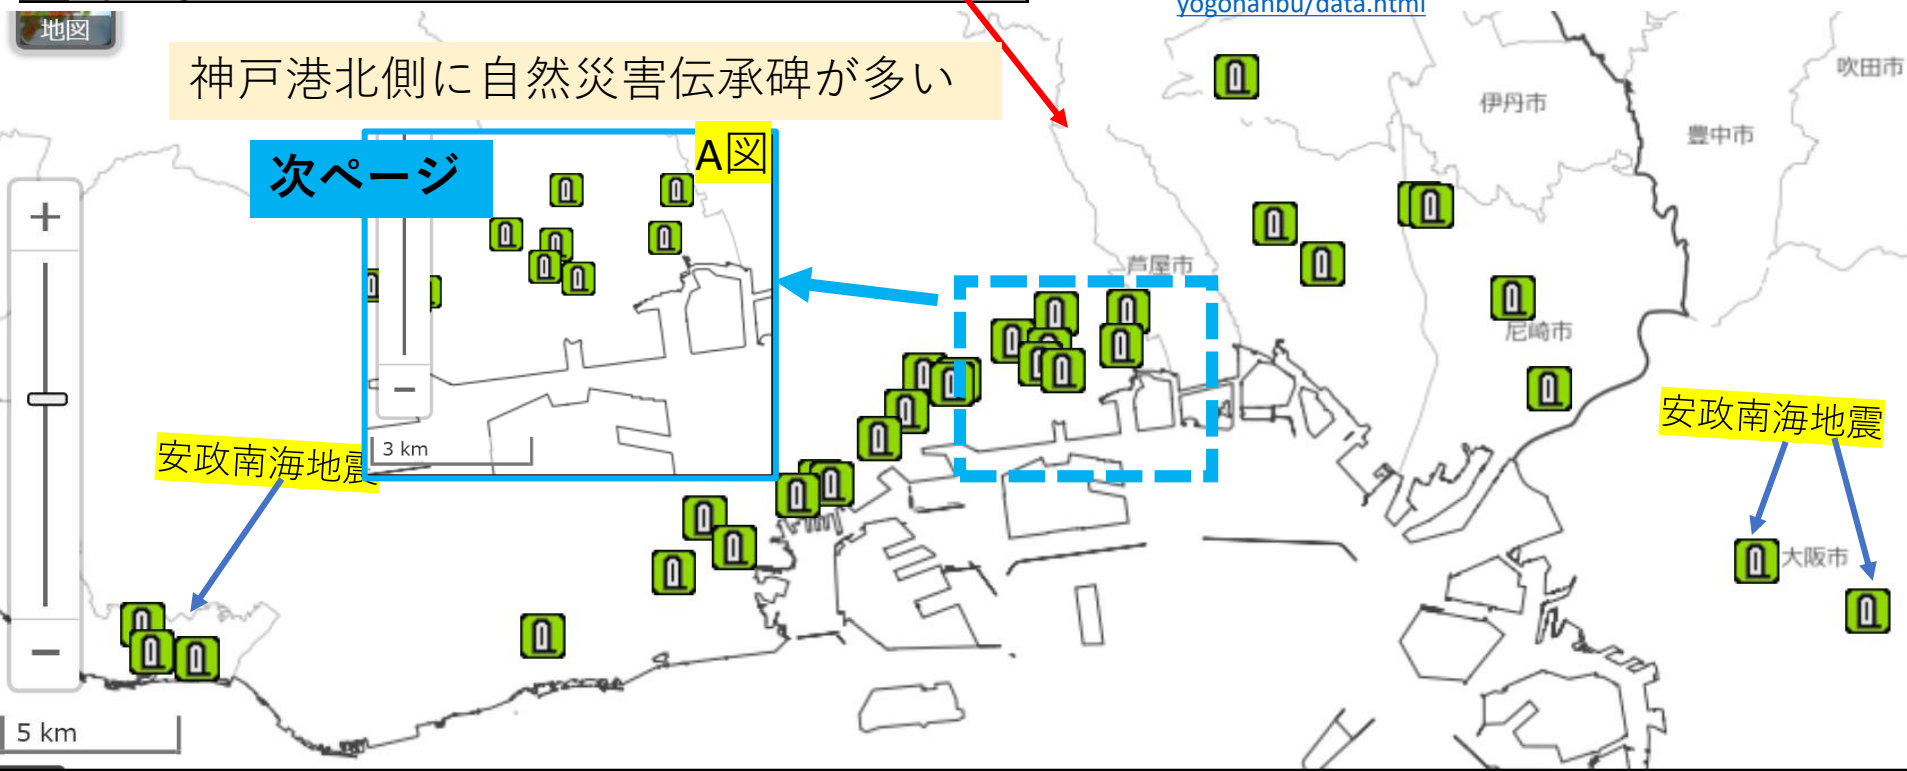 yogohanbu/data.html
地図
神戸港北側に自然災害伝承碑が多い
吹田市
伊丹市
豊中市
次ページ
A図
+
芦屋市
尼崎市
−
3 km
安政南海地震
安政南海地震
大阪市
−
5 km